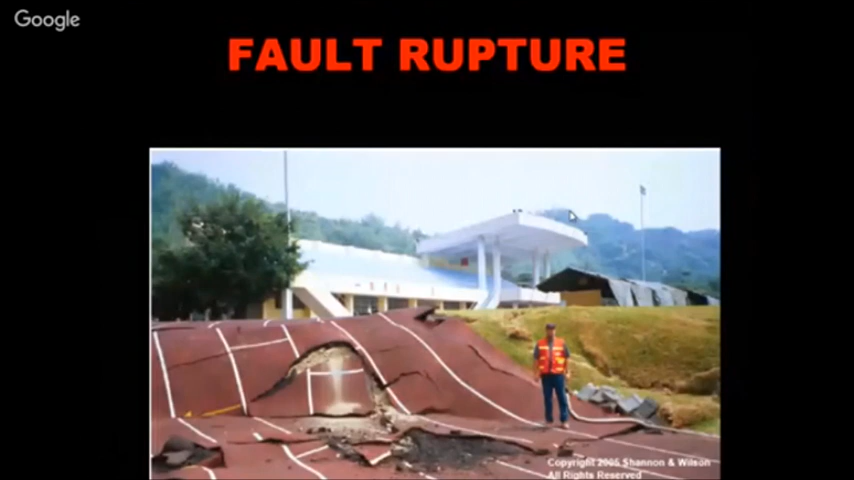 Google
FAULT RUPTURE
Copyright 2005 Shannon & Wilson
All Rights Reserved